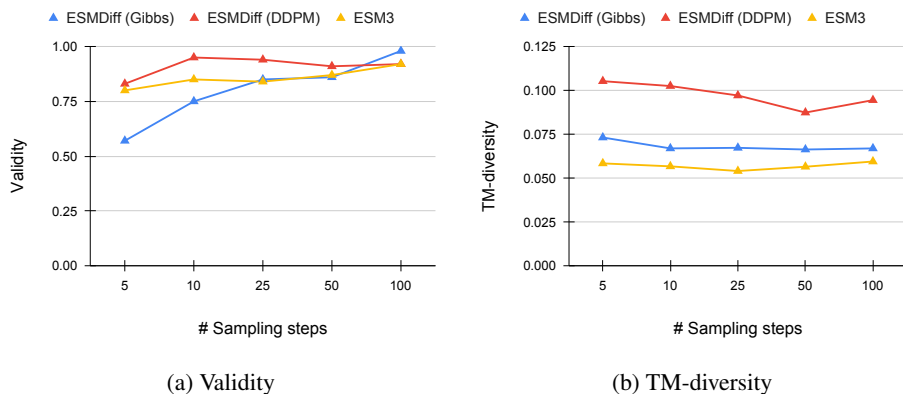 ESMDiff (Gibbs) ESMDiff (DDPM) ESM3
1.00
0.75
0.50
0.25
0.00
Validity
5 10 25 50 100
# Sampling steps
(a) Validity
ESMDiff (Gibbs) ESMDiff (DDPM) ESM3
0.125
0.100
0.075
0.050
0.025
0.000
TM-diversity
5 10 25 50 100
# Sampling steps
(b) TM-diversity